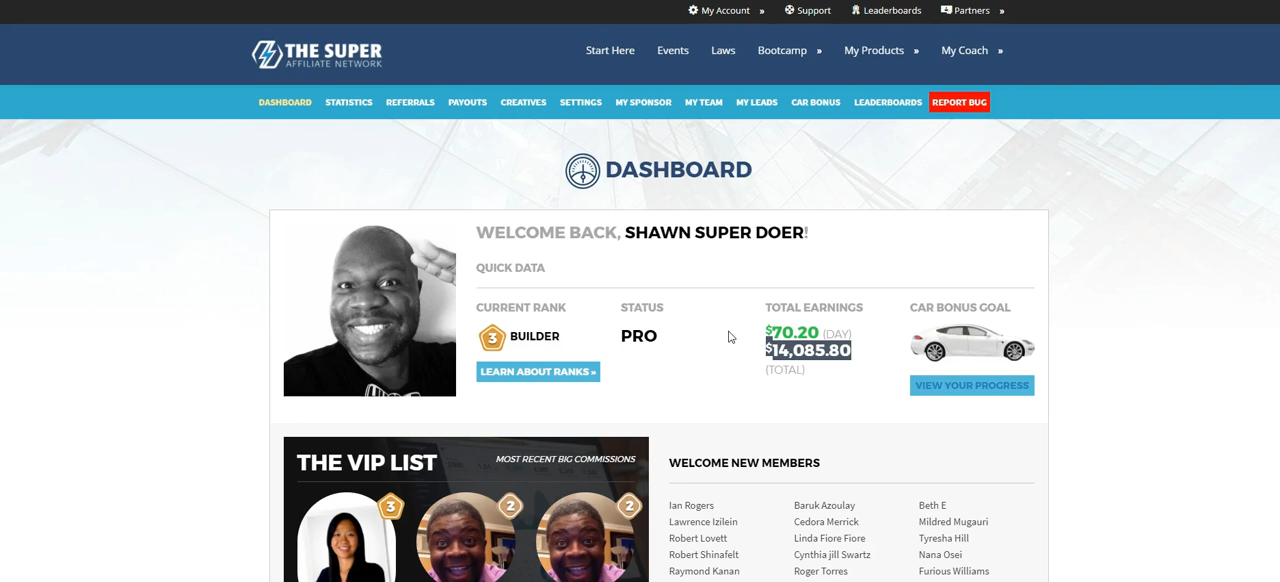 My Account » Support Leaderboards Partners »
THE SUPER
AFFILIATE NETWORK
Start Here Events Laws Bootcamp » My Products » My Coach »
DASHBOARD STATISTICS REFERRALS PAYOUTS CREATIVES SETTINGS MY SPONSOR MY TEAM MY LEADS CAR BONUS LEADERBOARDS REPORT BUG
DASHBOARD
WELCOME BACK, SHAWN SUPER DOER!
QUICK DATA
CURRENT RANK STATUS TOTAL EARNINGS CAR BONUS GOAL
3 BUILDER PRO $70.20 (DAY)
$14,085.80
(TOTAL)
LEARN ABOUT RANKS » VIEW YOUR PROGRESS
THE VIP LIST MOST RECENT BIG COMMISSIONS
3 2 2
WELCOME NEW MEMBERS
Ian Rogers Baruk Azoulay Beth E
Lawrence Izilein Cedora Merrick Mildred Mugauri
Robert Lovett Linda Fiore Fiore Tyresha Hill
Robert Shinafelt Cynthia jill Swartz Nana Osei
Raymond Kanan Roger Torres Furious Williams